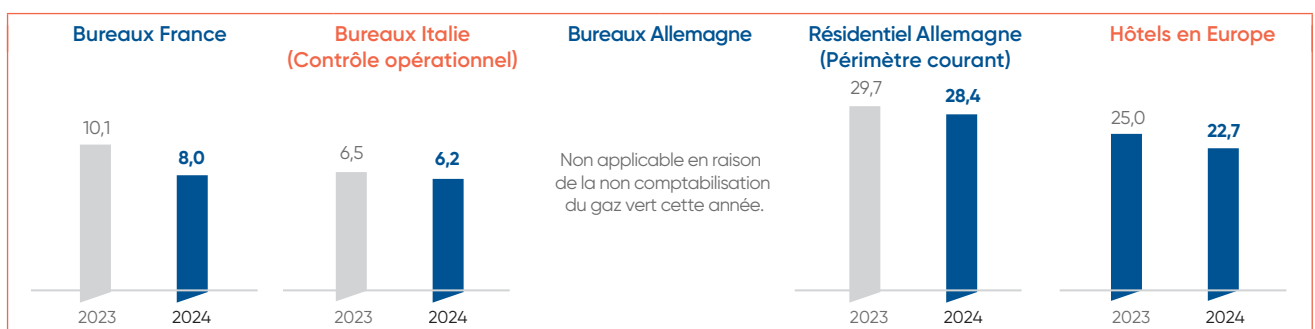 Bureaux France
10,1
8,0
2023
2024
Bureaux Italie
(Contrôle opérationnel)
6,5
6,2
2023
2024
Bureaux Allemagne
Non applicable en raison
de la non comptabilisation
du gaz vert cette année.
Résidentiel Allemagne
(Périmètre courant)
29,7
28,4
2023
2024
Hôtels en Europe
25,0
22,7
2023
2024